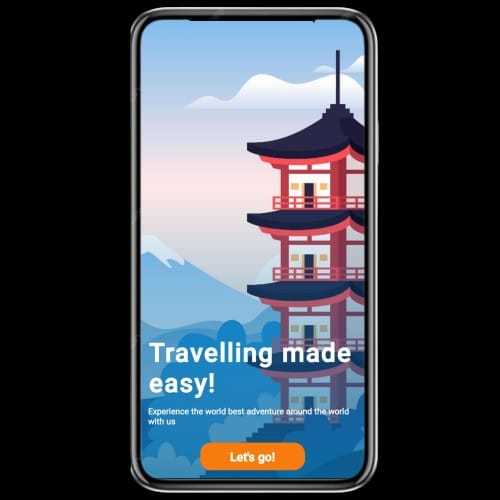 Travelling made
easy!
Experience the world best adventure around the world
with us
Let's go!